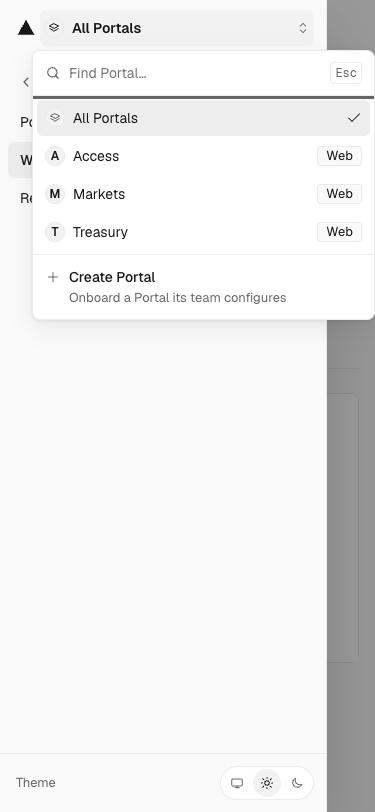 All Portals
Find Portal...
Esc
All Portals
A Access Web
M Markets Web
T Treasury Web
Create Portal
Onboard a Portal its team configures
Theme